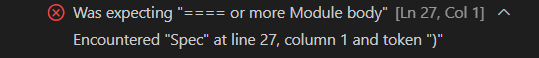 Was expecting "==== or more Module body" [Ln 27, Col 1]
Encountered "Spec" at line 27, column 1 and token ")"